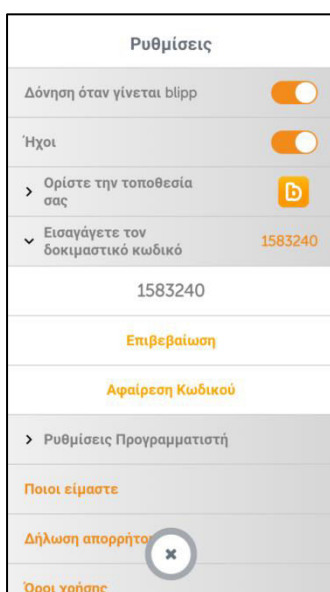 Ρυθμίσεις
Δόνηση όταν γίνεται blipp
Ήχοι
Ορίστε την τοποθεσία
σας
Εισαγάγετε τον
δοκιμαστικό κωδικό
1583240
1583240
Επιβεβαίωση
Αφαίρεση Κωδικού
Ρυθμίσεις Προγραμματιστή
Ποιοι είμαστε
Δήλωση απορρήτο
Όροι χρήσης